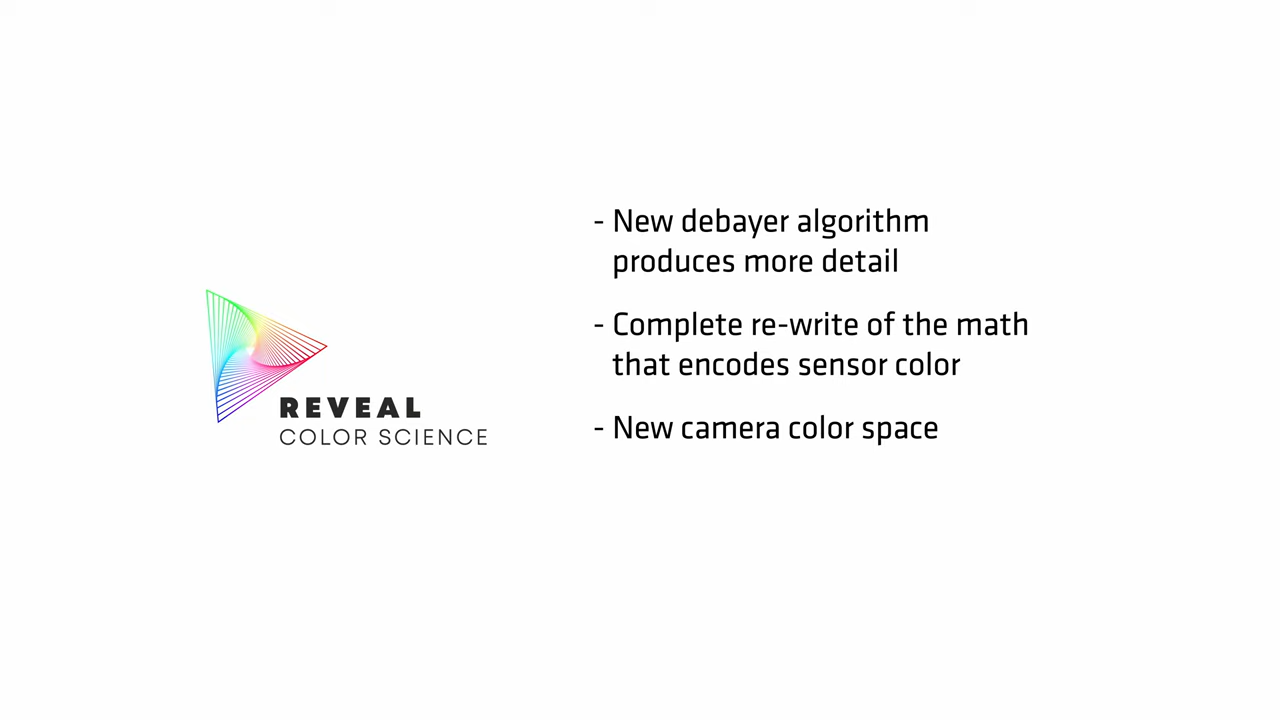 REVEAL
COLOR SCIENCE
- New debayer algorithm
produces more detail
- Complete re-write of the math
that encodes sensor color
- New camera color space